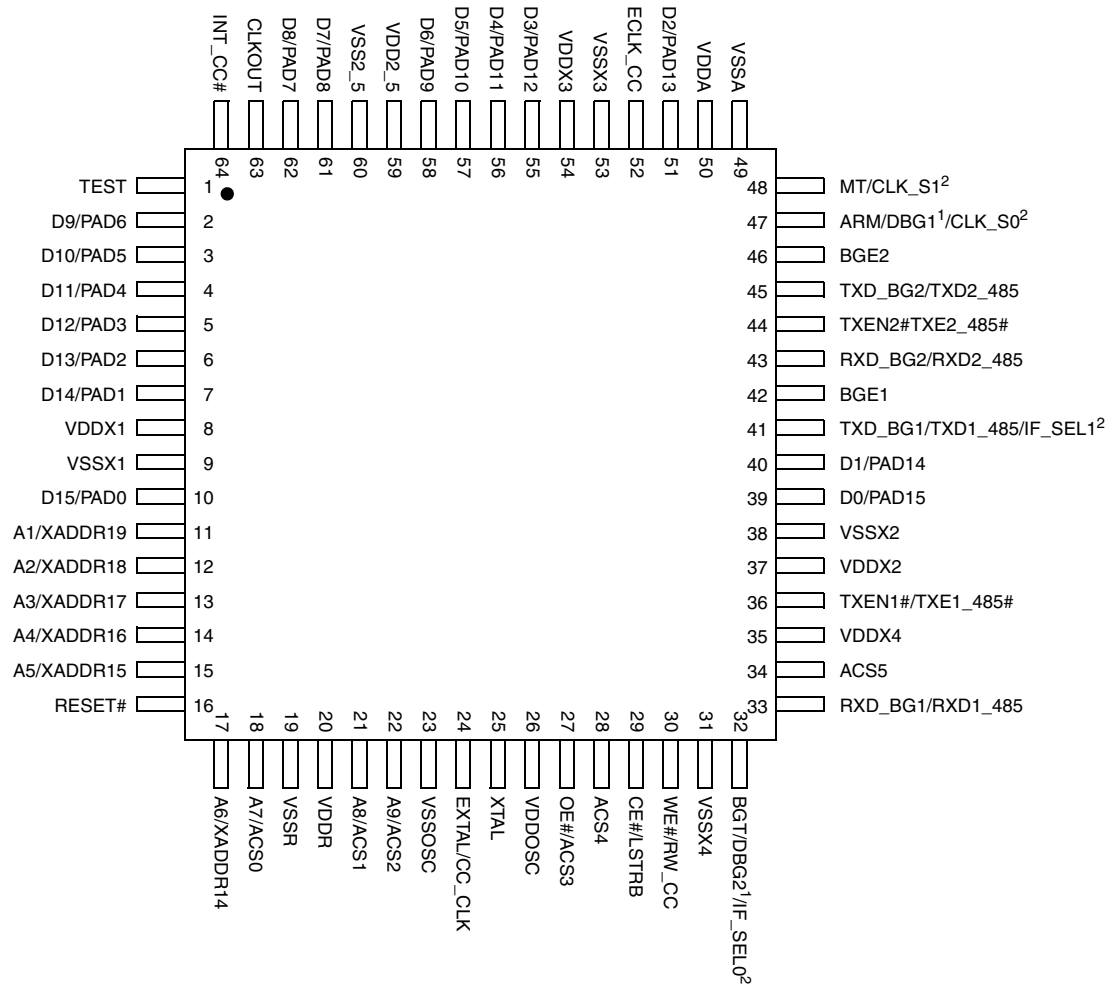 INT_CC#
CLKOUT
D8/PAD7
D7/PAD8
VSS2_5
VDD2_5
D6/PAD9
D5/PAD10
D4/PAD11
D3/PAD12
VDDX3
VSSX3
ECLK_CC
D2/PAD13
VDDA
VSSA
64
63
62
61
60
59
58
57
56
55
54
53
52
51
50
49
TEST 1
D9/PAD6 2
D10/PAD5 3
D11/PAD4 4
D12/PAD3 5
D13/PAD2 6
D14/PAD1 7
VDDX1 8
VSSX1 9
D15/PAD0 10
A1/XADDR19 11
A2/XADDR18 12
A3/XADDR17 13
A4/XADDR16 14
A5/XADDR15 15
RESET# 16
48 MT/CLK_S1²
47 ARM/DBG1¹/CLK_S0²
46 BGE2
45 TXD_BG2/TXD2_485
44 TXEN2#TXE2_485#
43 RXD_BG2/RXD2_485
42 BGE1
41 TXD_BG1/TXD1_485/IF_SEL1²
40 D1/PAD14
39 D0/PAD15
38 VSSX2
37 VDDX2
36 TXEN1#/TXE1_485#
35 VDDX4
34 ACS5
33 RXD_BG1/RXD1_485
17
18
19
20
21
22
23
24
25
26
27
28
29
30
31
32
A6/XADDR14
A7/ACS0
VSSR
VDDR
A8/ACS1
A9/ACS2
VSSOSC
EXTAL/CC_CLK
XTAL
VDDOSC
OE#/ACS3
ACS4
CE#/LSTRB
WE#/RW_CC
VSSX4
BGT/DBG2¹/IF_SEL0²